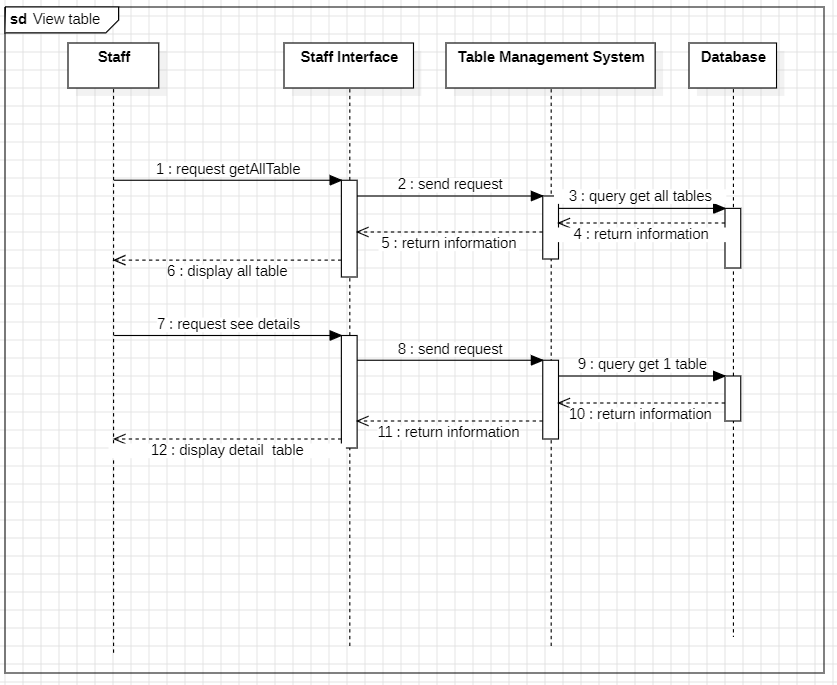 sd View table
Staff
Staff Interface
Table Management System
Database
1 : request getAllTable
2 : send request
3 : query get all tables
4 : return information
5 : return information
6 : display all table
7 : request see details
8 : send request
9 : query get 1 table
10 : return information
11 : return information
12 : display detail  table